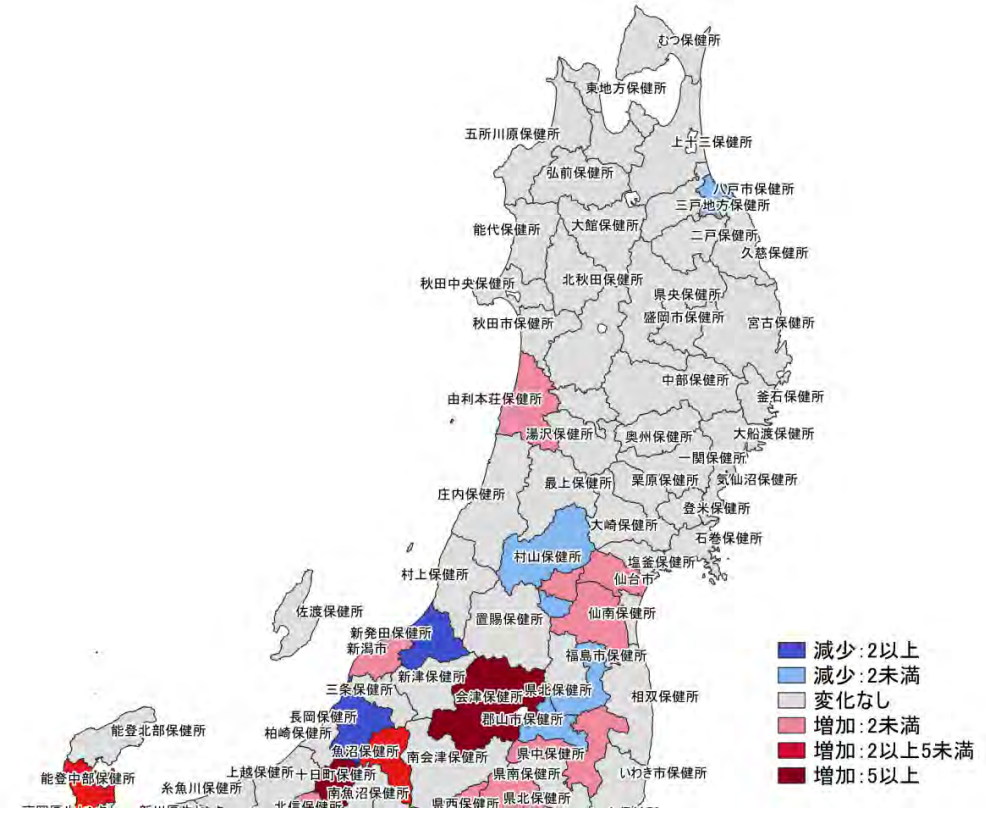 むつ保健所
東地方保健所
五所川原保健所
上十三保健所
弘前保健所
八戸市保健所
三戸地方保健所
能代保健所
大館保健所
二戸保健所
久慈保健所
秋田中央保健所
北秋田保健所
県央保健所
秋田市保健所
盛岡市保健所
宮古保健所
中部保健所
由利本荘保健所
釜石保健所
湯沢保健所
奥州保健所
大船渡保健所
一関保健所
最上保健所
栗原保健所
気仙沼保健所
庄内保健所
登米保健所
大崎保健所
石巻保健所
村山保健所
塩釜保健所
村上保健所
仙台市
佐渡保健所
置賜保健所
仙南保健所
新発田保健所
新潟市
福島市保健所
減少：2以上
新津保健所
減少：2未満
三条保健所
会津保健所
県北保健所
相双保健所
変化なし
長岡保健所
郡山市保健所
増加：2未満
能登北部保健所
柏崎保健所
魚沼保健所
南会津保健所
県中保健所
増加：2以上5未満
能登中部保健所
上越保健所
十日町保健所
県南保健所
いわき市保健所
増加：5以上
糸魚川保健所
南魚沼保健所
北信保健所
県西保健所
県北保健所